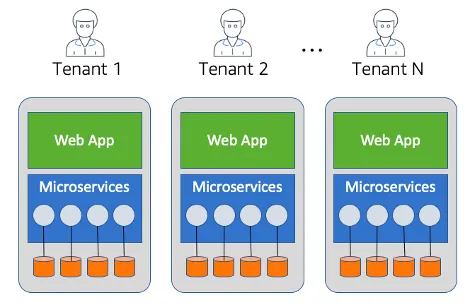 Tenant 1
Tenant 2
...
Tenant N
Web App
Web App
Web App
Microservices
Microservices
Microservices